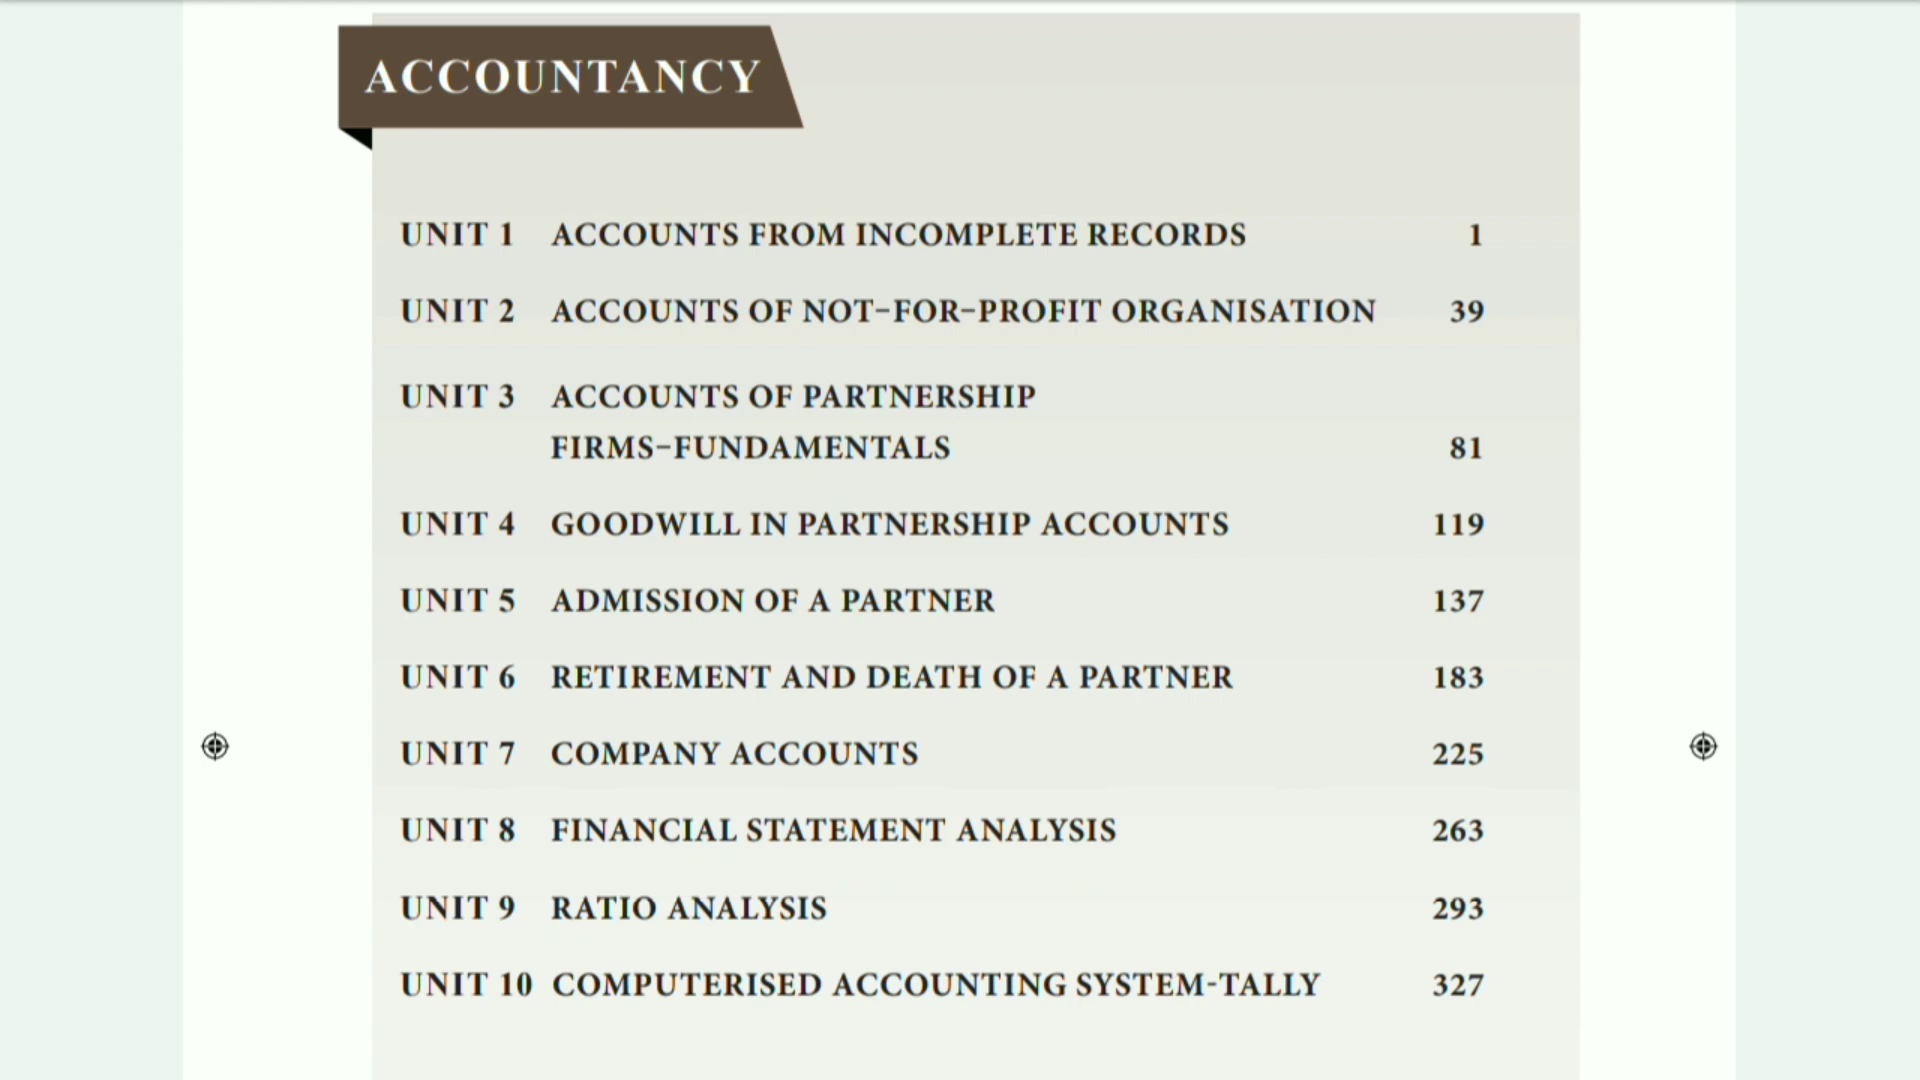 ACCOUNTANCY
UNIT 1 ACCOUNTS FROM INCOMPLETE RECORDS 1
UNIT 2 ACCOUNTS OF NOT–FOR–PROFIT ORGANISATION 39
UNIT 3 ACCOUNTS OF PARTNERSHIP
FIRMS–FUNDAMENTALS 81
UNIT 4 GOODWILL IN PARTNERSHIP ACCOUNTS 119
UNIT 5 ADMISSION OF A PARTNER 137
UNIT 6 RETIREMENT AND DEATH OF A PARTNER 183
UNIT 7 COMPANY ACCOUNTS 225
UNIT 8 FINANCIAL STATEMENT ANALYSIS 263
UNIT 9 RATIO ANALYSIS 293
UNIT 10 COMPUTERISED ACCOUNTING SYSTEM-TALLY 327